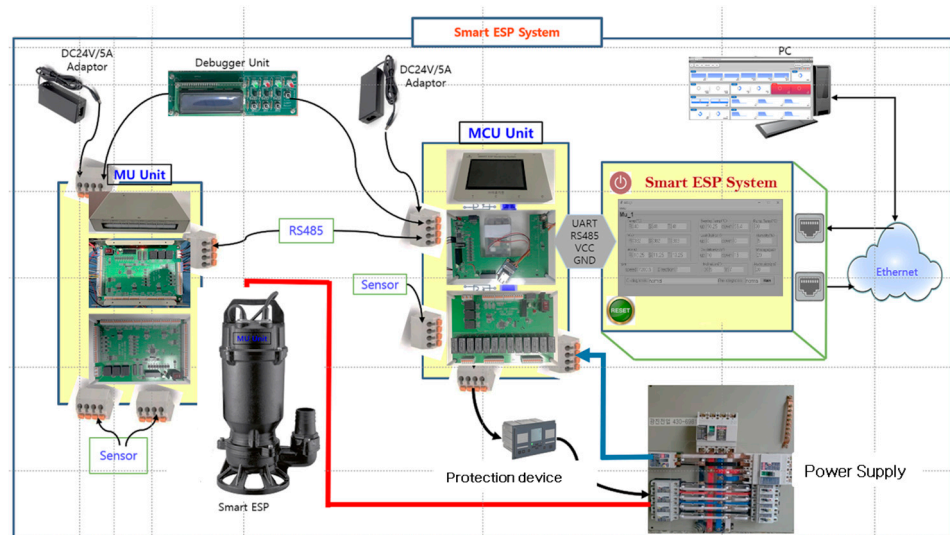 Smart ESP System
DC24V/5A
Adaptor
Debugger Unit
DC24V/5A
Adaptor
PC
MCU Unit
MU Unit
Smart ESP System
Mu_1
UART
RS485
VCC
GND
RS485
Ethernet
Sensor
RESET
MU Unit
Sensor
Protection device
Power Supply
Smart ESP